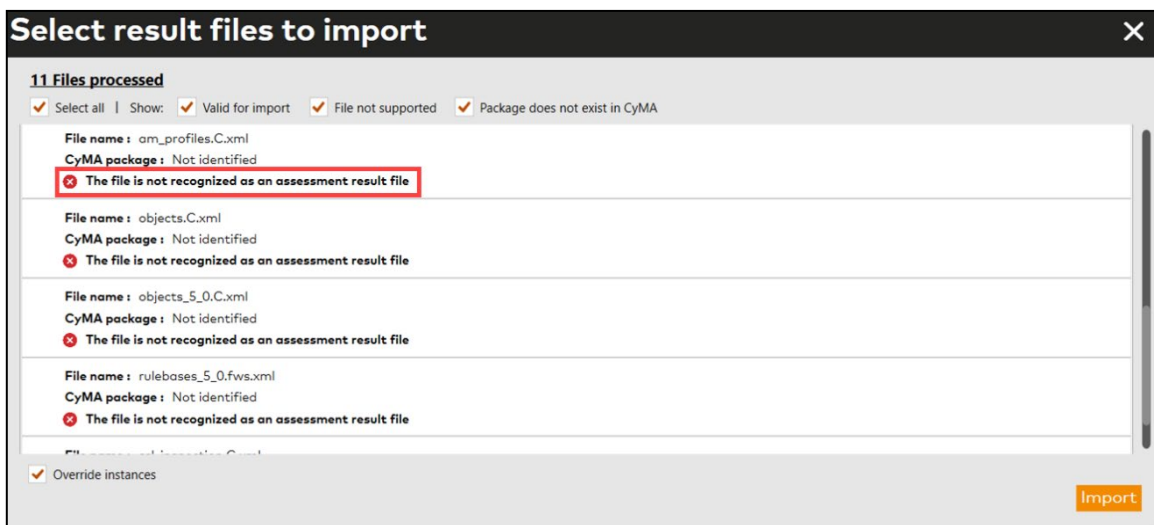 Select result files to import
11 Files processed
Select all | Show: Valid for import File not supported Package does not exist in CyMA
File name : am_profiles.C.xml
CyMA package : Not identified
The file is not recognized as an assessment result file
File name : objects.C.xml
CyMA package : Not identified
The file is not recognized as an assessment result file
File name : objects_5_0.C.xml
CyMA package : Not identified
The file is not recognized as an assessment result file
File name : rulebases_5_0.fws.xml
CyMA package : Not identified
The file is not recognized as an assessment result file
Override instances
Import